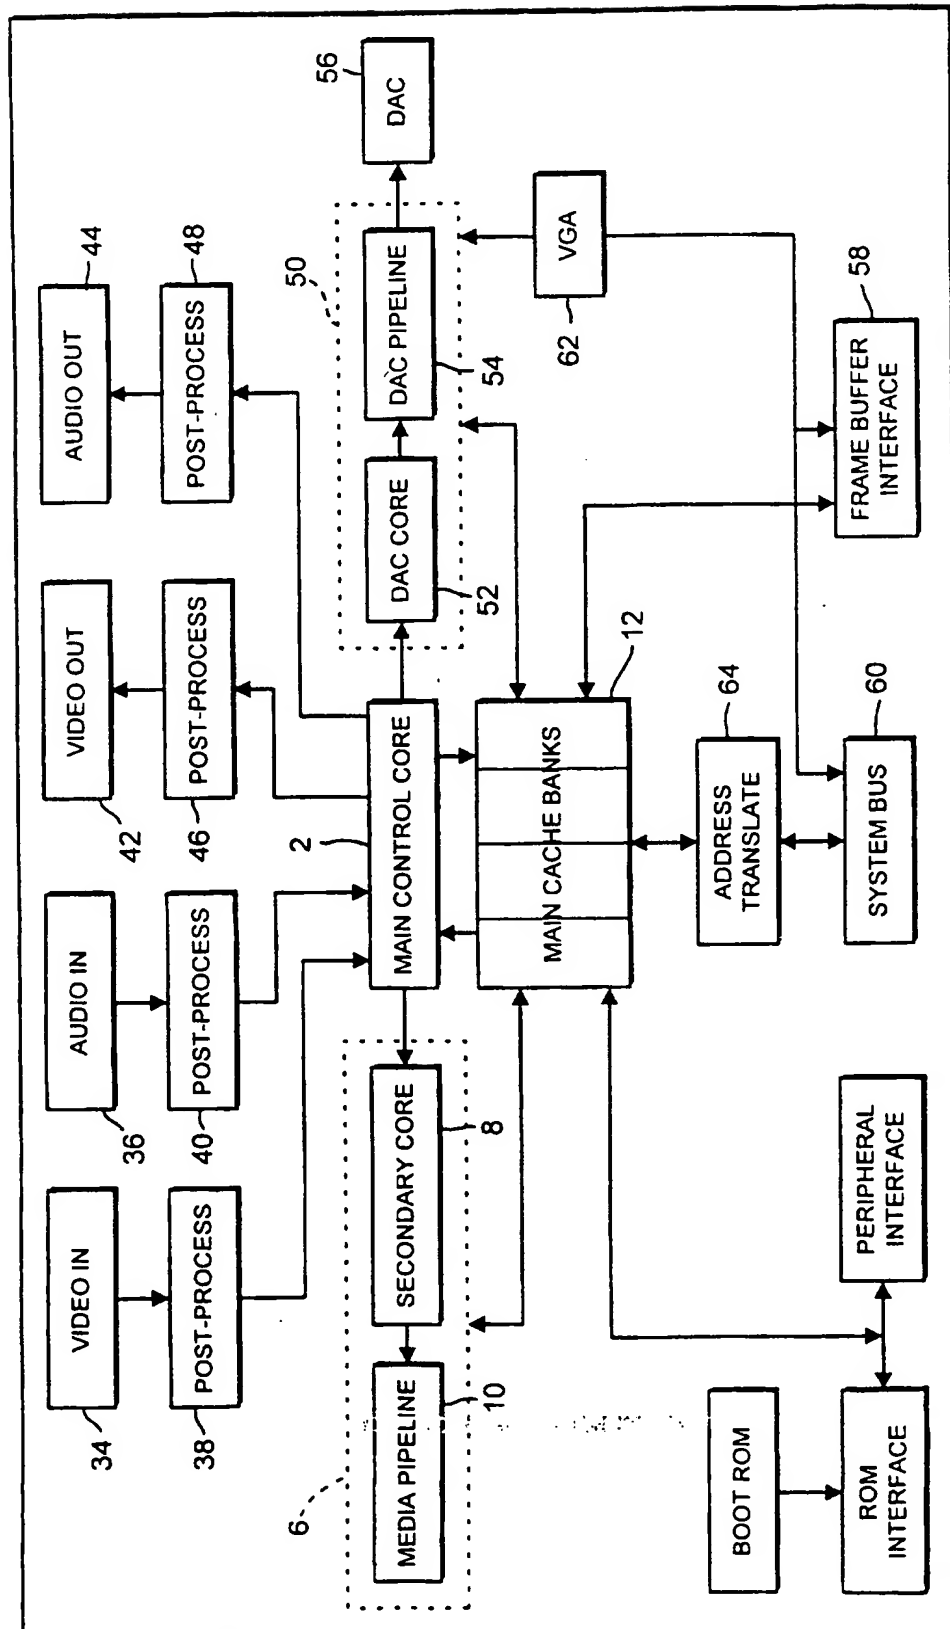 VIDEO IN
34
AUDIO IN
36
VIDEO OUT
42
AUDIO OUT
44
POST-PROCESS
38
POST-PROCESS
40
POST-PROCESS
46
POST-PROCESS
48
6
2
50
56
MEDIA PIPELINE
10
SECONDARY CORE
8
MAIN CONTROL CORE
DAC CORE
52
DAC PIPELINE
54
DAC
MAIN CACHE BANKS
12
VGA
62
BOOT ROM
ADDRESS
TRANSLATE
64
ROM
INTERFACE
PERIPHERAL
INTERFACE
SYSTEM BUS
60
FRAME BUFFER
INTERFACE
58